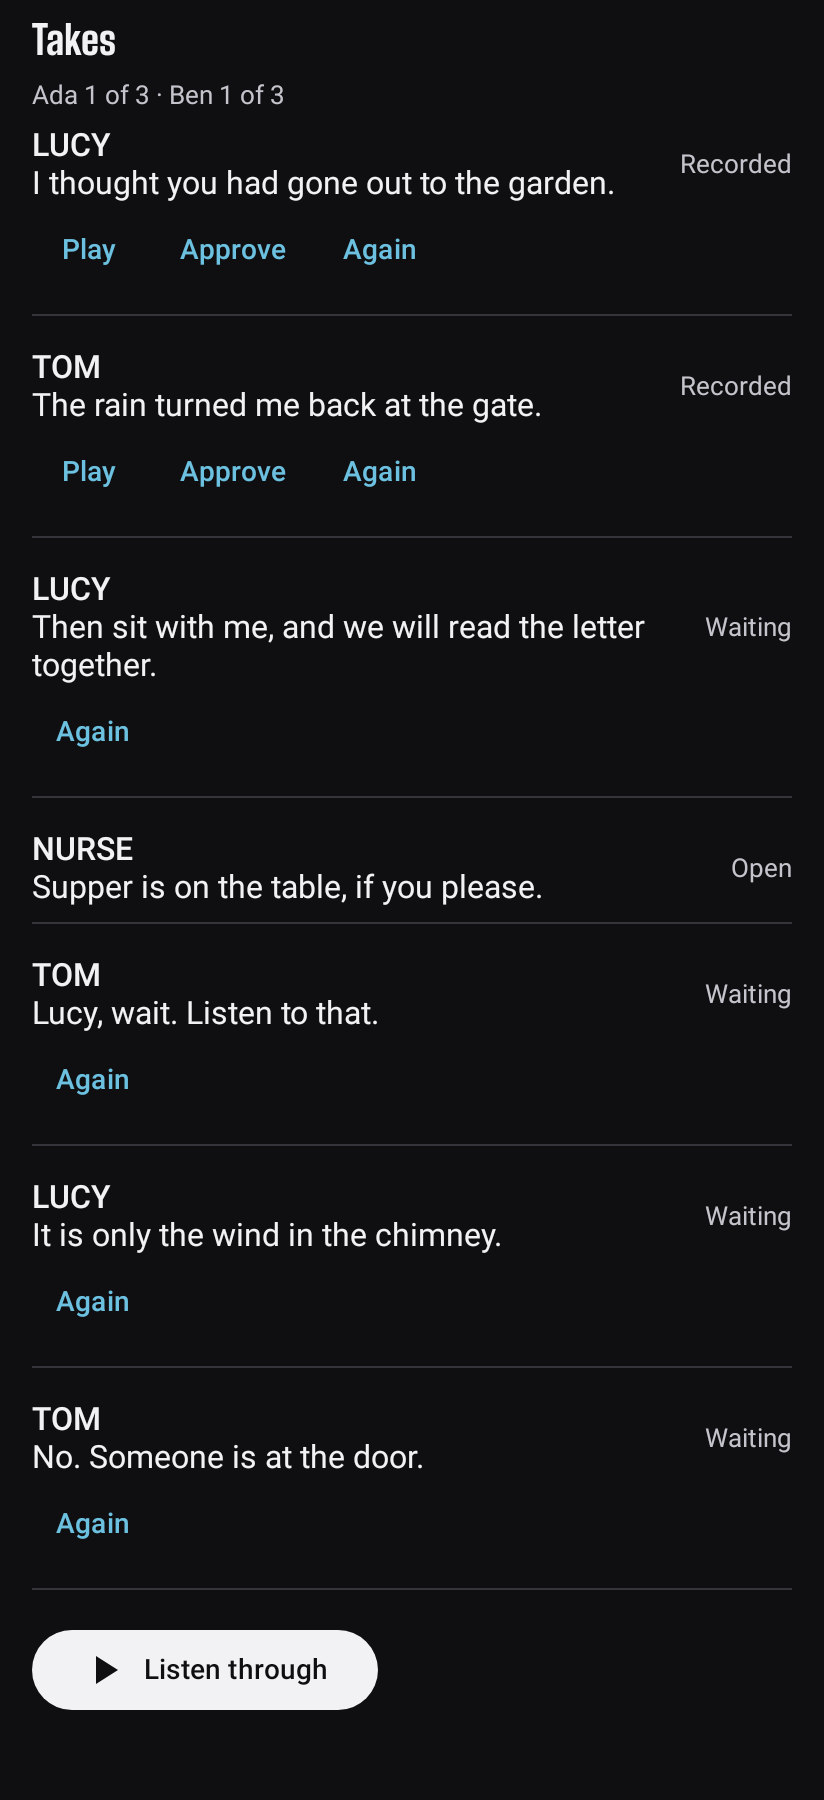 Takes
Ada 1 of 3 · Ben 1 of 3
LUCY
I thought you had gone out to the garden.
Recorded
Play Approve Again
TOM
The rain turned me back at the gate.
Recorded
Play Approve Again
LUCY
Then sit with me, and we will read the letter
together.
Waiting
Again
NURSE
Supper is on the table, if you please.
Open
TOM
Lucy, wait. Listen to that.
Waiting
Again
LUCY
It is only the wind in the chimney.
Waiting
Again
TOM
No. Someone is at the door.
Waiting
Again
Listen through